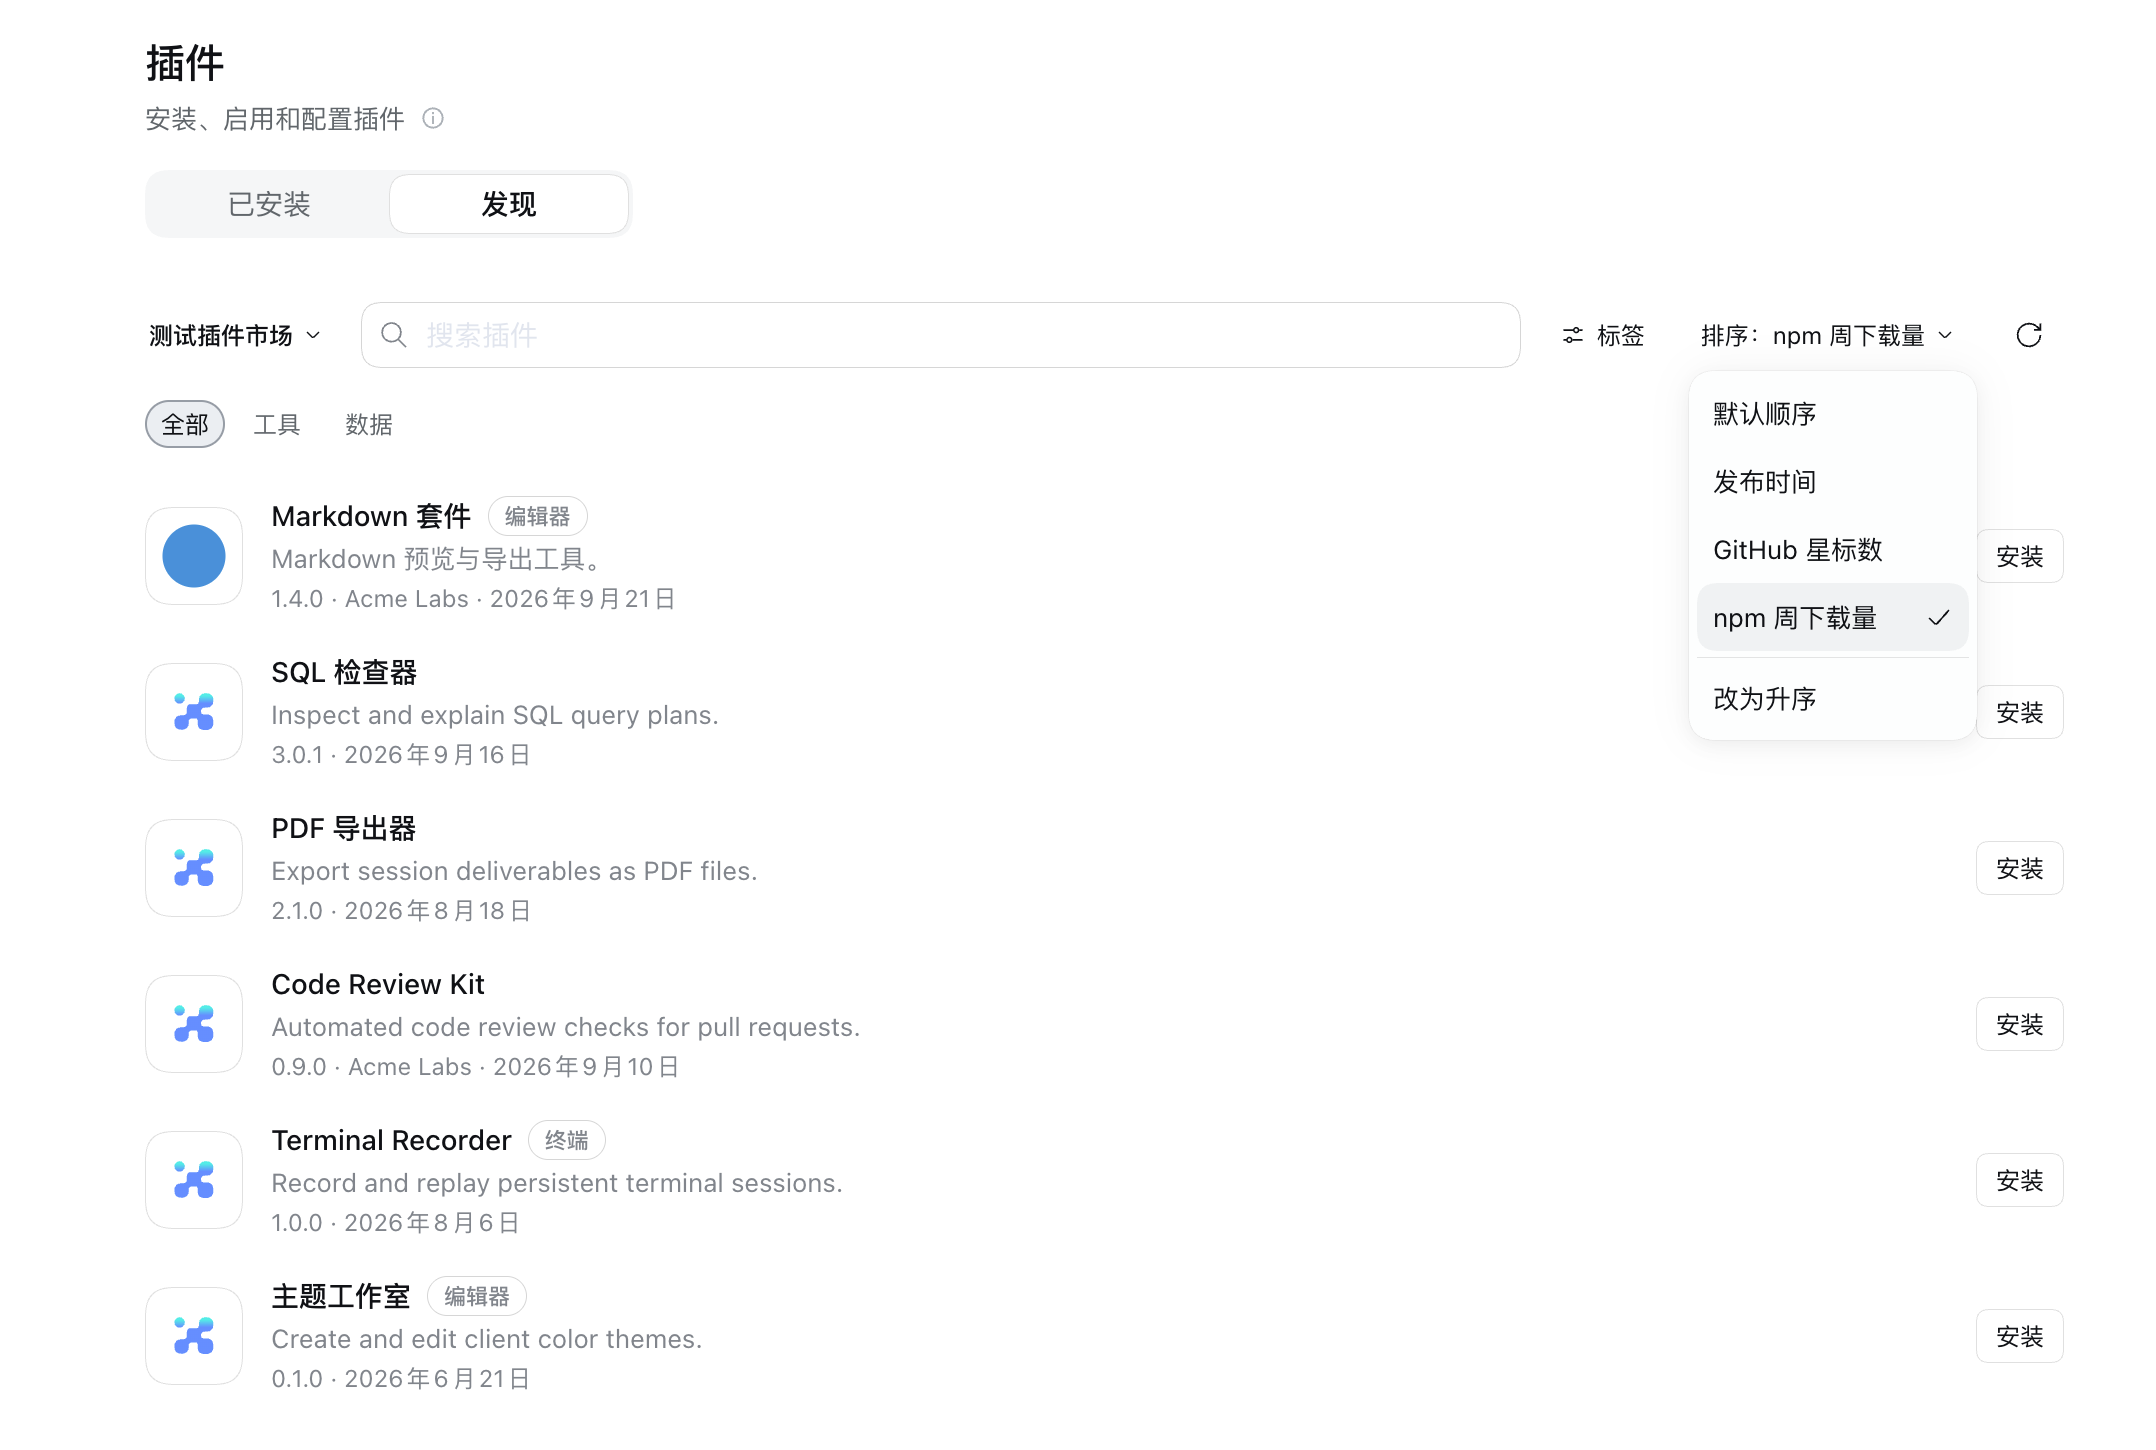 插件
安装、启用和配置插件
已安装
发现
测试插件市场
搜索插件
标签
排序：npm 周下载量
默认顺序
发布时间
GitHub 星标数
npm 周下载量
改为升序
全部
工具
数据
Markdown 套件
编辑器
Markdown 预览与导出工具。
1.4.0 · Acme Labs · 2026年9月21日
安装
SQL 检查器
Inspect and explain SQL query plans.
3.0.1 · 2026年9月16日
安装
PDF 导出器
Export session deliverables as PDF files.
2.1.0 · 2026年8月18日
安装
Code Review Kit
Automated code review checks for pull requests.
0.9.0 · Acme Labs · 2026年9月10日
安装
Terminal Recorder
终端
Record and replay persistent terminal sessions.
1.0.0 · 2026年8月6日
安装
主题工作室
编辑器
Create and edit client color themes.
0.1.0 · 2026年6月21日
安装